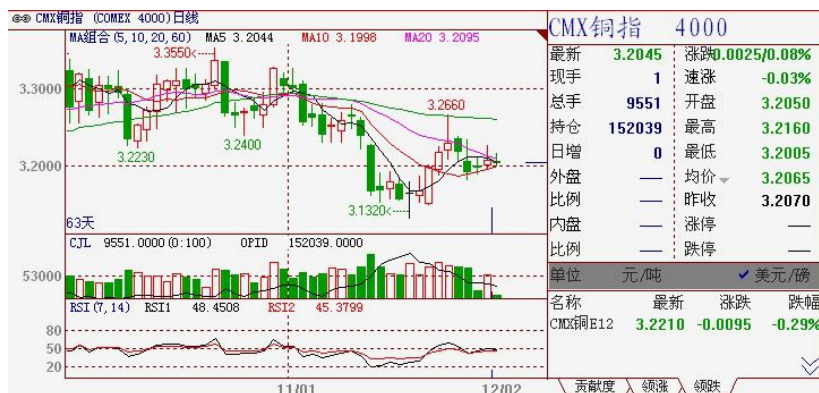 CMX铜指 (COMEX 4000)日线
MA组合(5,10,20,60) MA5 3.2044 MA10 3.1998 MA20 3.2095
3.3550
3.3000
3.2660
3.2230
3.2400
3.2000
3.1320
63天
CJL 9551.0000(0:100) OPID 152039.0000
53000
RSI(7,14) RSI1 48.4508 RSI2 45.3799
80
50
20
11/01 12/02
CMX铜指 4000
最新 3.2045 涨跌0.0025/0.08%
现手 1 速涨 -0.03%
总手 9551 开盘 3.2050
持仓 152039 最高 3.2160
日增 0 最低 3.2005
外盘 — 均价 3.2065
比例 — 昨收 3.2070
内盘 — 涨停 —
比例 — 跌停 —
单位 元/吨 ✔美元/磅
名称 最新 涨跌 跌幅
CMX铜E12 3.2210 -0.0095 -0.29%
贡献度 领涨 领跌